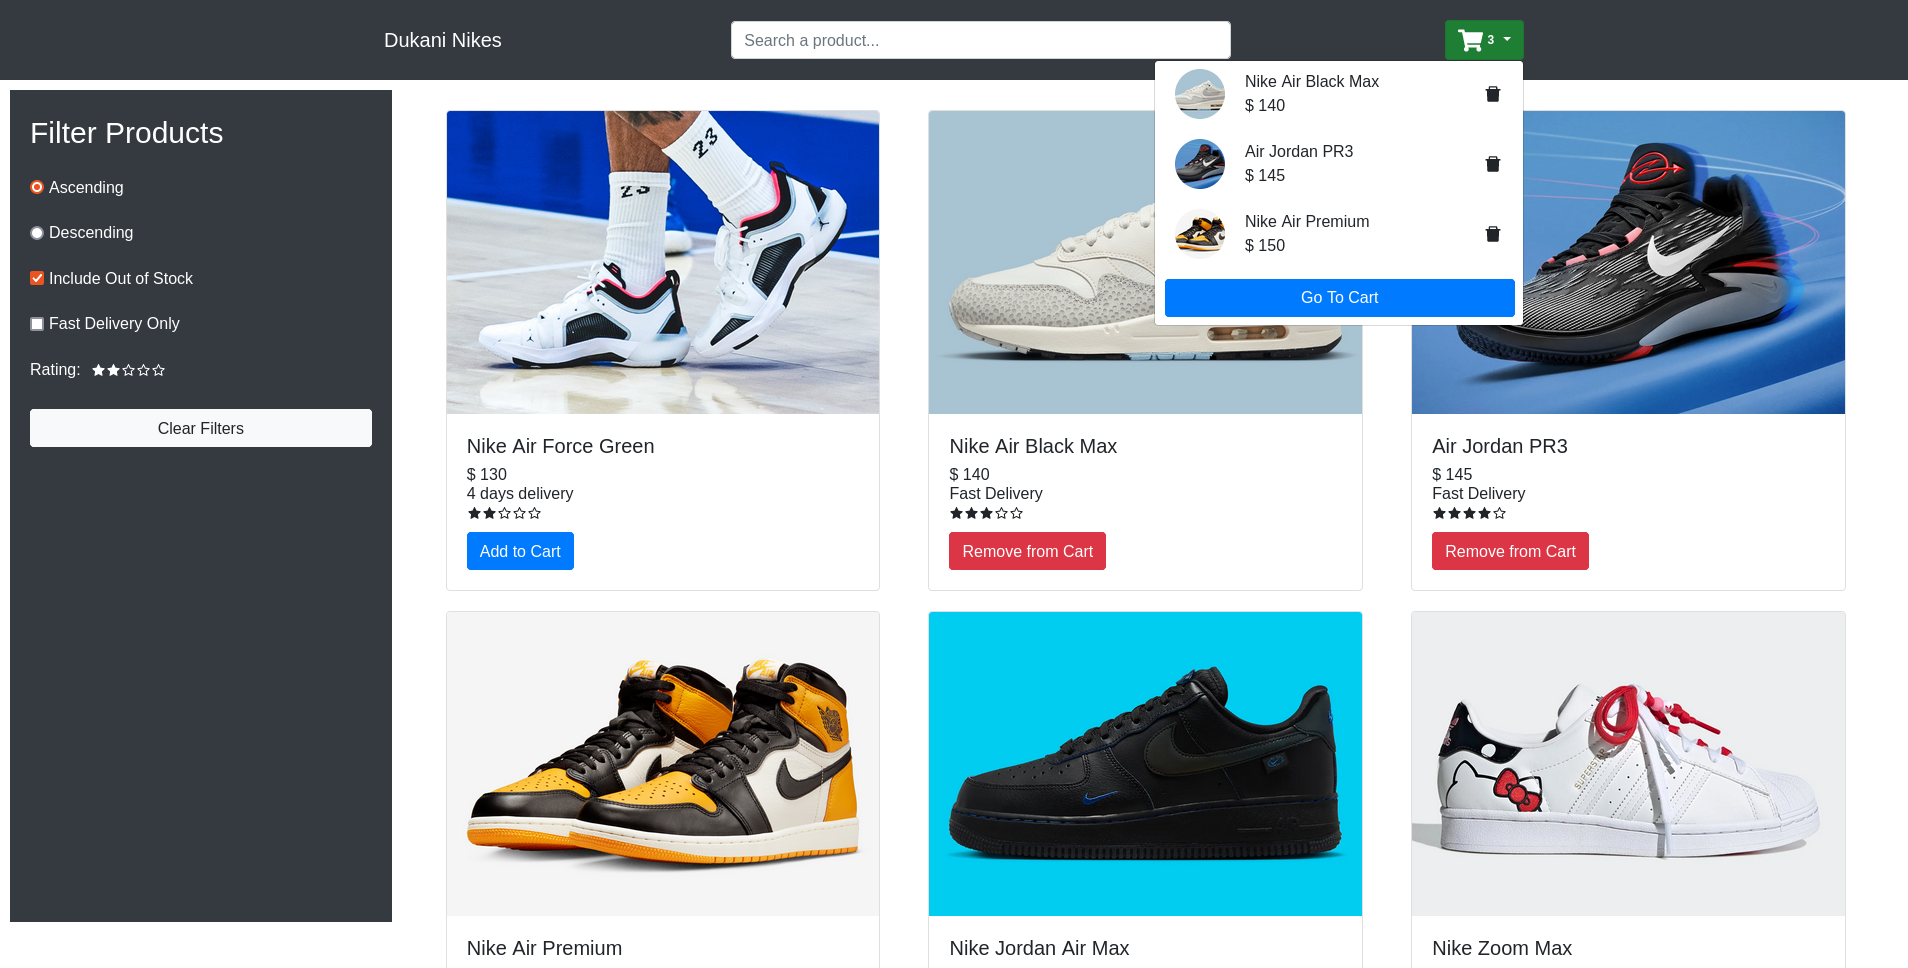 Dukani Nikes
Search a product...
3
Nike Air Black Max
$ 140
Air Jordan PR3
$ 145
Nike Air Premium
$ 150
Go To Cart
Filter Products
Ascending
Descending
Include Out of Stock
Fast Delivery Only
Rating:
Clear Filters
23
23
Nike Air Force Green
$ 130
4 days delivery
Add to Cart
Nike Air Black Max
$ 140
Fast Delivery
Remove from Cart
Air Jordan PR3
$ 145
Fast Delivery
Remove from Cart
SUPERSTAR
Nike Air Premium
Nike Jordan Air Max
Nike Zoom Max